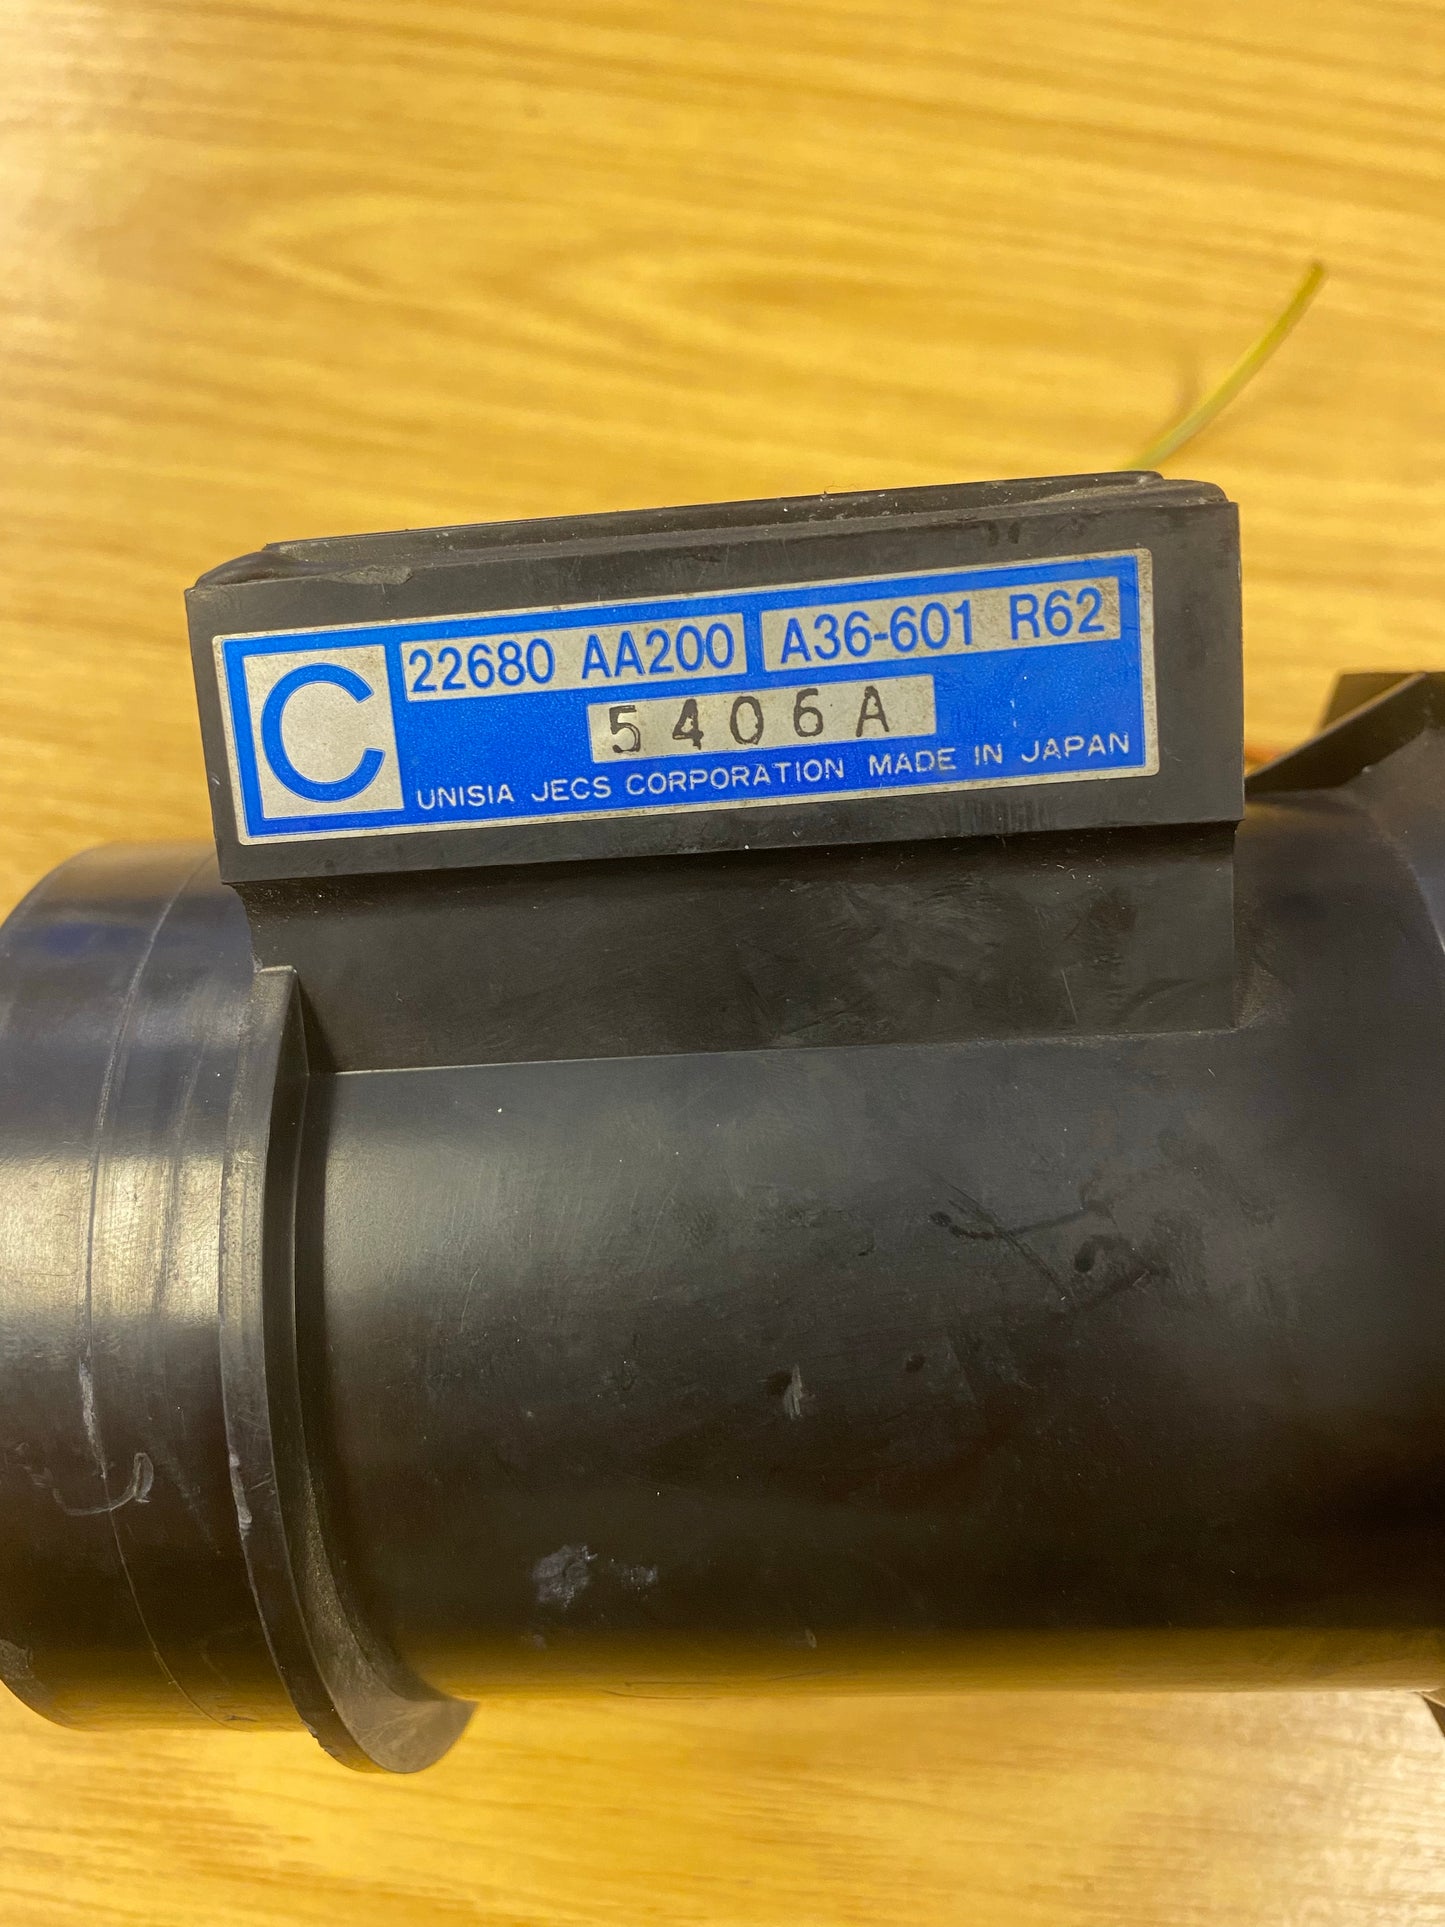 C
22680 AA200 A36-601 R62
5406A
UNISIA JECS CORPORATION MADE IN JAPAN